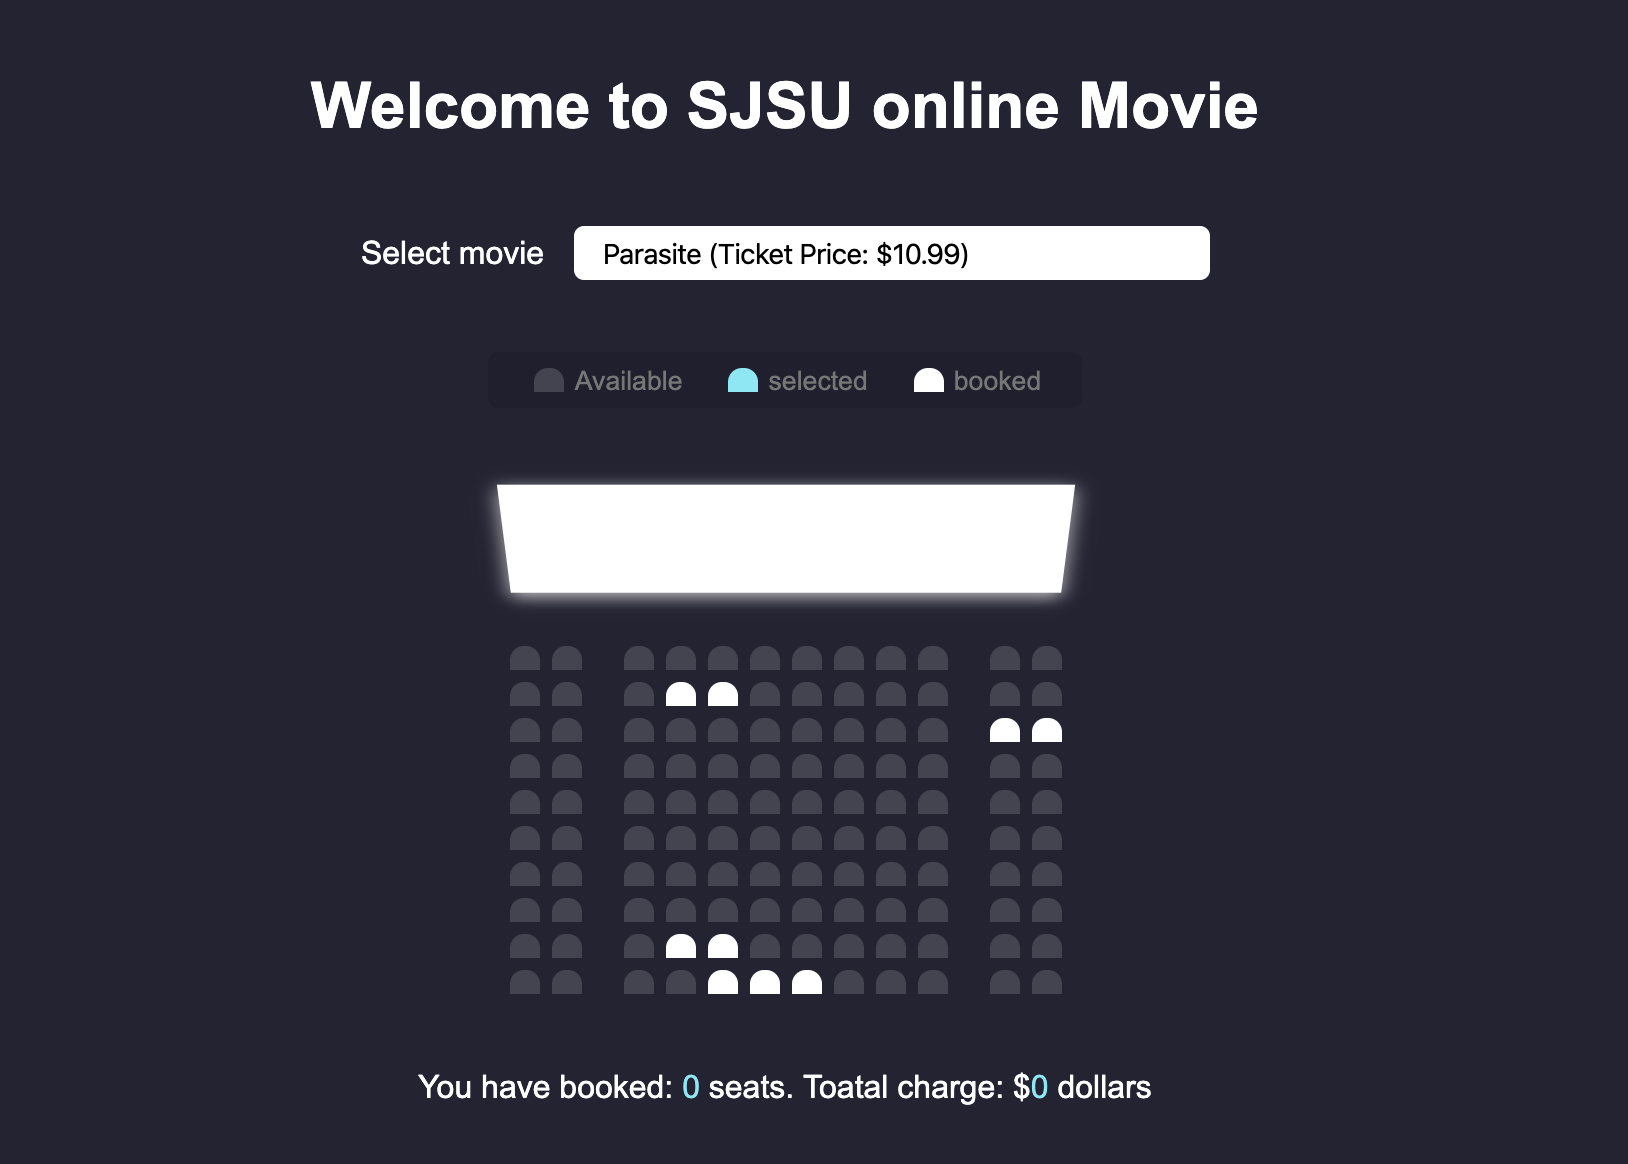 Welcome to SJSU online Movie
Select movie Parasite (Ticket Price: $10.99)
Available selected booked
You have booked: 0 seats. Toatal charge: $0 dollars